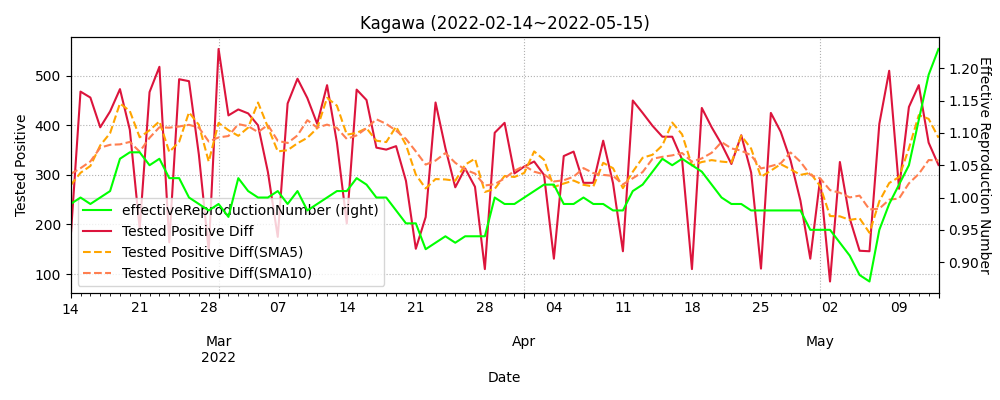 Kagawa (2022-02-14~2022-05-15)
Tested Positive
500
400
300
200
100
1.20
1.15
1.10
1.05
1.00
0.95
0.90
Effective Reproduction Number
effectiveReproductionNumber (right)
Tested Positive Diff
Tested Positive Diff(SMA5)
Tested Positive Diff(SMA10)
14 21 28 07 14 21 28 04 11 18 25 02 09
Mar Apr May
2022
Date